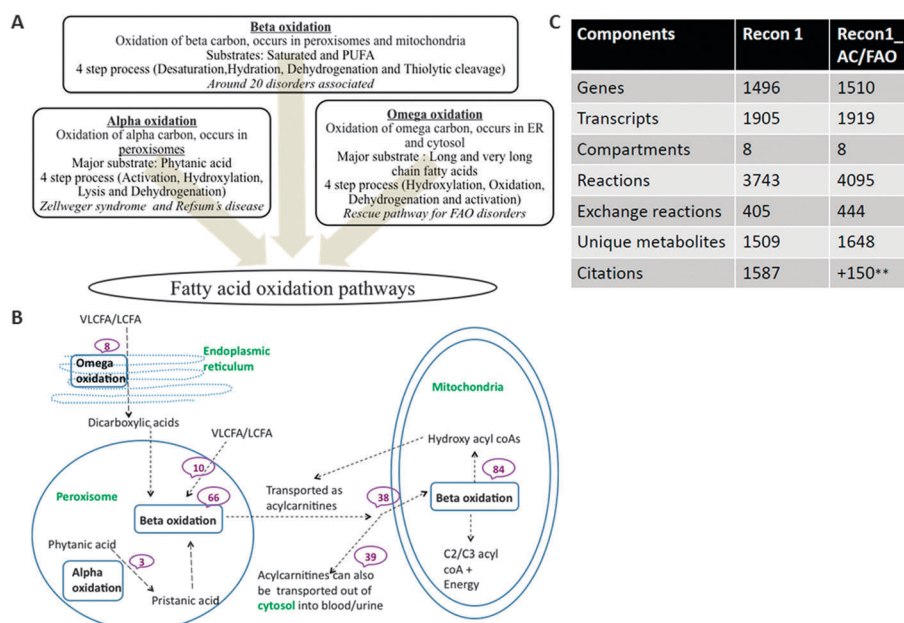 A
Beta oxidation
Oxidation of beta carbon, occurs in peroxisomes and mitochondria
Substrates: Saturated and PUFA
4 step process (Desaturation,Hydration, Dehydrogenation and Thiolytic cleavage)
Around 20 disorders associated
Alpha oxidation
Oxidation of alpha carbon, occurs in
peroxisomes
Major substrate: Phytanic acid
4 step process (Activation, Hydroxylation,
Lysis and Dehydrogenation)
Zellweger syndrome and Refsum's disease
Omega oxidation
Oxidation of omega carbon, occurs in ER
and cytosol
Major substrate : Long and very long
chain fatty acids
4 step process (Hydroxylation, Oxidation,
Dehydrogenation and activation)
Rescue pathway for FAO disorders
Fatty acid oxidation pathways
B
VLCFA/LCFA
8
Omega
oxidation
Endoplasmic
reticulum
Dicarboxylic acids
VLCFA/LCFA
10
66
Peroxisome
Beta oxidation
Phytanic acid
3
Alpha
oxidation
Pristanic acid
Transported as
acylcarnitines
38
39
Acylcarnitines can also
be transported out of
cytosol into blood/urine
Mitochondria
Hydroxy acyl coAs
84
Beta oxidation
C2/C3 acyl
coA +
Energy
C
Components Recon 1 Recon1_
AC/FAO
Genes 1496 1510
Transcripts 1905 1919
Compartments 8 8
Reactions 3743 4095
Exchange reactions 405 444
Unique metabolites 1509 1648
Citations 1587 +150**